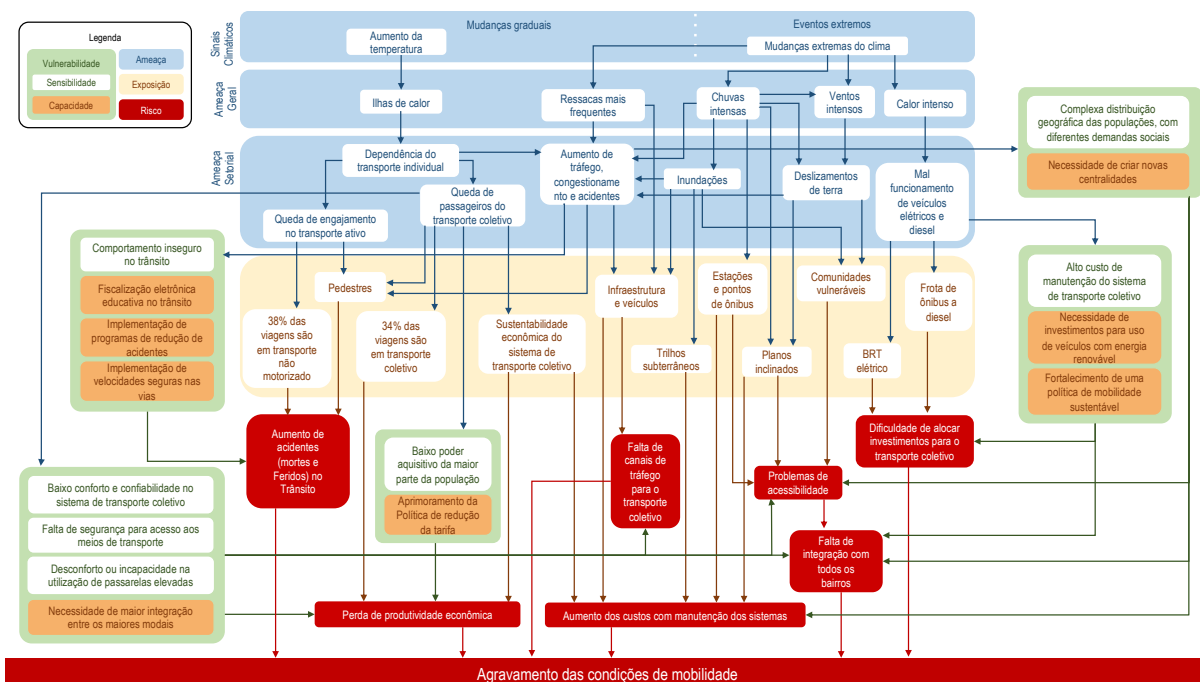 Legenda
Vulnerabilidade
Sensibilidade
Capacidade
Ameaça
Exposição
Risco
Sinais
Climáticos
Mudanças graduais
Eventos extremos
Aumento da
temperatura
Mudanças extremas do clima
Ameaça
Geral
Ilhas de calor
Ressacas mais
frequentes
Chuvas
intensas
Ventos
intensos
Calor intenso
Ameaça
Setorial
Dependência do
transporte individual
Aumento de
tráfego,
congestioname
nto e acidentes
Inundações
Deslizamentos
de terra
Mal
funcionamento
de veículos
elétricos e
diesel
Queda de
passageiros do
transporte coletivo
Queda de engajamento
no transporte ativo
Complexa distribuição
geográfica das populações, com
diferentes demandas sociais
Necessidade de criar novas
centralidades
Comportamento inseguro
no trânsito
Fiscalização eletrônica
educativa no trânsito
Implementação de
programas de redução de
acidentes
Implementação de
velocidades seguras nas
vias
Pedestres
38% das
viagens são
em transporte
não
motorizado
34% das
viagens são em
transporte
coletivo
Sustentabilidade
econômica do
sistema de
transporte coletivo
Infraestrutura
e veículos
Trilhos
subterrâneos
Estações
e pontos
de ônibus
Planos
inclinados
Comunidades
vulneráveis
BRT
elétrico
Frota de
ônibus a
diesel
Alto custo de
manutenção do sistema
de transporte coletivo
Necessidade de
investimentos para uso
de veículos com energia
renovável
Fortalecimento de uma
política de mobilidade
sustentável
Aumento de
acidentes
(mortes e
Feridos) no
Trânsito
Baixo poder
aquisitivo da maior
parte da população
Aprimoramento da
Política de redução
da tarifa
Falta de
canais de
tráfego
para o
transporte
coletivo
Dificuldade de alocar
investimentos para o
transporte coletivo
Problemas de
acessibilidade
Falta de
integração com
todos os
bairros
Baixo conforto e confiabilidade no
sistema de transporte coletivo
Falta de segurança para acesso aos
meios de transporte
Desconforto ou incapacidade na
utilização de passarelas elevadas
Necessidade de maior integração
entre os maiores modais
Perda de produtividade econômica
Aumento dos custos com manutenção dos sistemas
Agravamento das condições de mobilidade